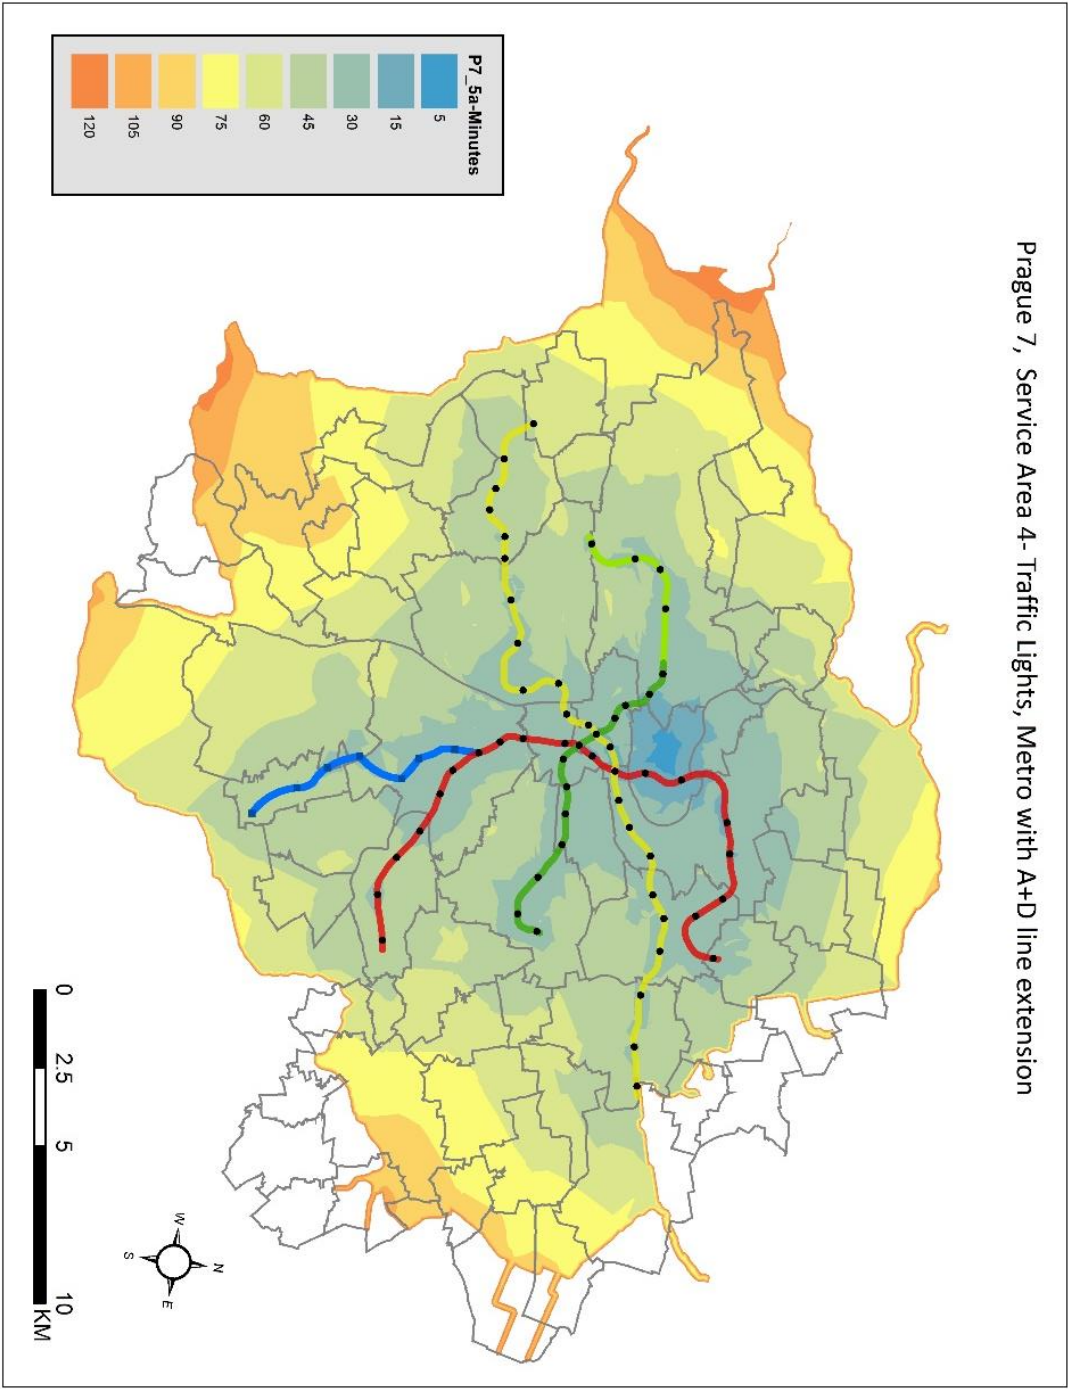 Prague 7, Service Area 4- Traffic Lights, Metro with A+D line extension
P7_5a-Minutes
5
15
30
45
60
75
90
105
120
N
W
E
S
0 2.5 5 10
KM